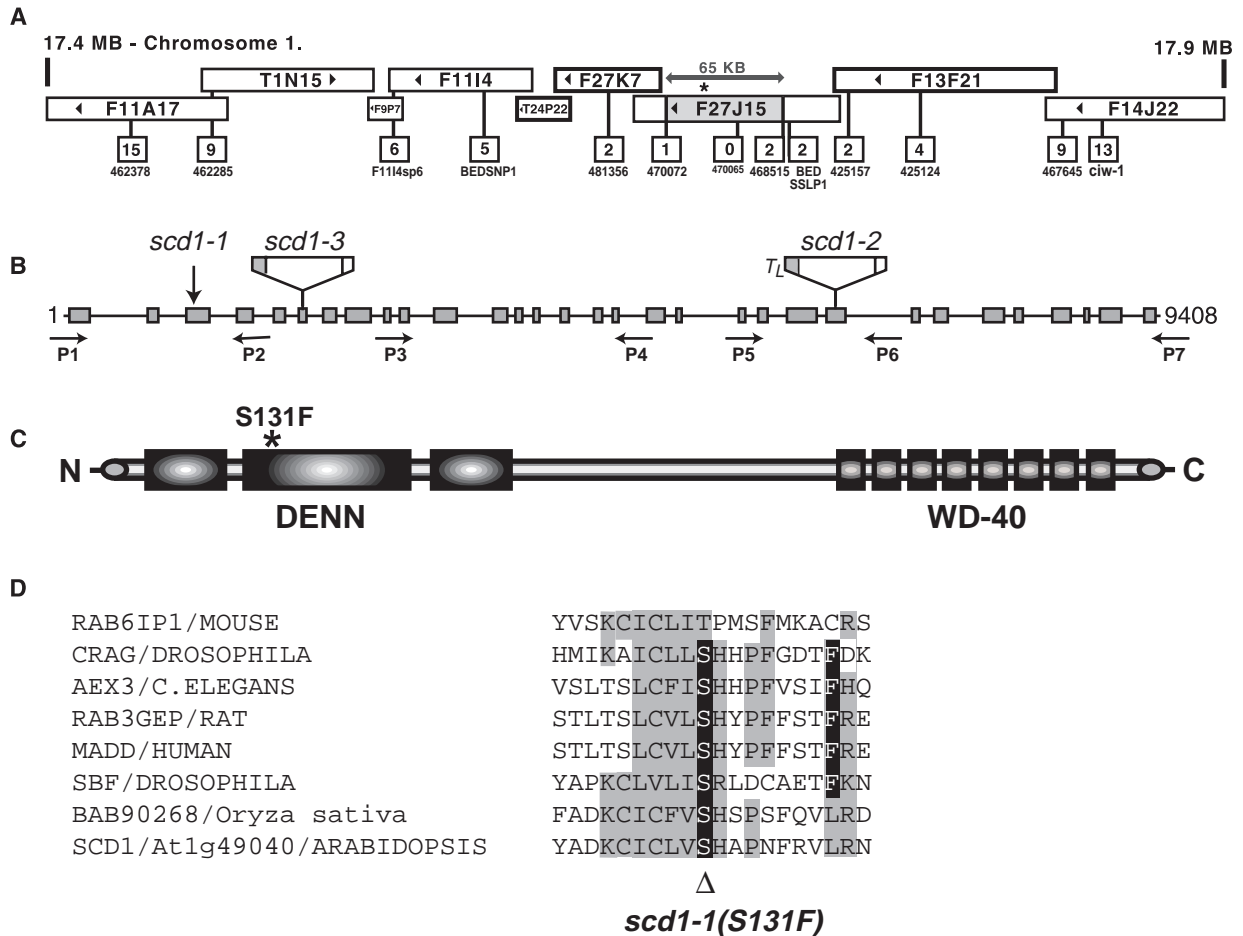 A
17.4 MB - Chromosome 1.
17.9 MB
T1N15
F11I4
F27K7
65 KB
*
F13F21
F11A17
F9P7
T24P22
F27J15
F14J22
15 9 6 5 2 1 0 2 2 2 4 9 13
462378 462285 F11I4sp6 BEDSNP1 481356 470072 470065 468515 BED SSLP1 425157 425124 467645 ciw-1
B
scd1-1 scd1-3 scd1-2
TL
1 9408
P1 P2 P3 P4 P5 P6 P7
C
S131F
*
N C
DENN WD-40
D
RAB6IP1/MOUSE YVSKCICLITPMSFMKACRS
CRAG/DROSOPHILA HMIKAICLLSHHPFGDTFDK
AEX3/C.ELEGANS VSLTSLCFISHHPFVSIFHQ
RAB3GEP/RAT STLTSLCVLSHYPFFSTFRE
MADD/HUMAN STLTSLCVLSHYPFFSTFRE
SBF/DROSOPHILA YAPKCLVLISRLDCAETFKN
BAB90268/Oryza sativa FADKCICFVSHSPSFQVLRD
SCD1/At1g49040/ARABIDOPSIS YADKCICLVSHAPNFRVLRN
Δ
scd1-1(S131F)